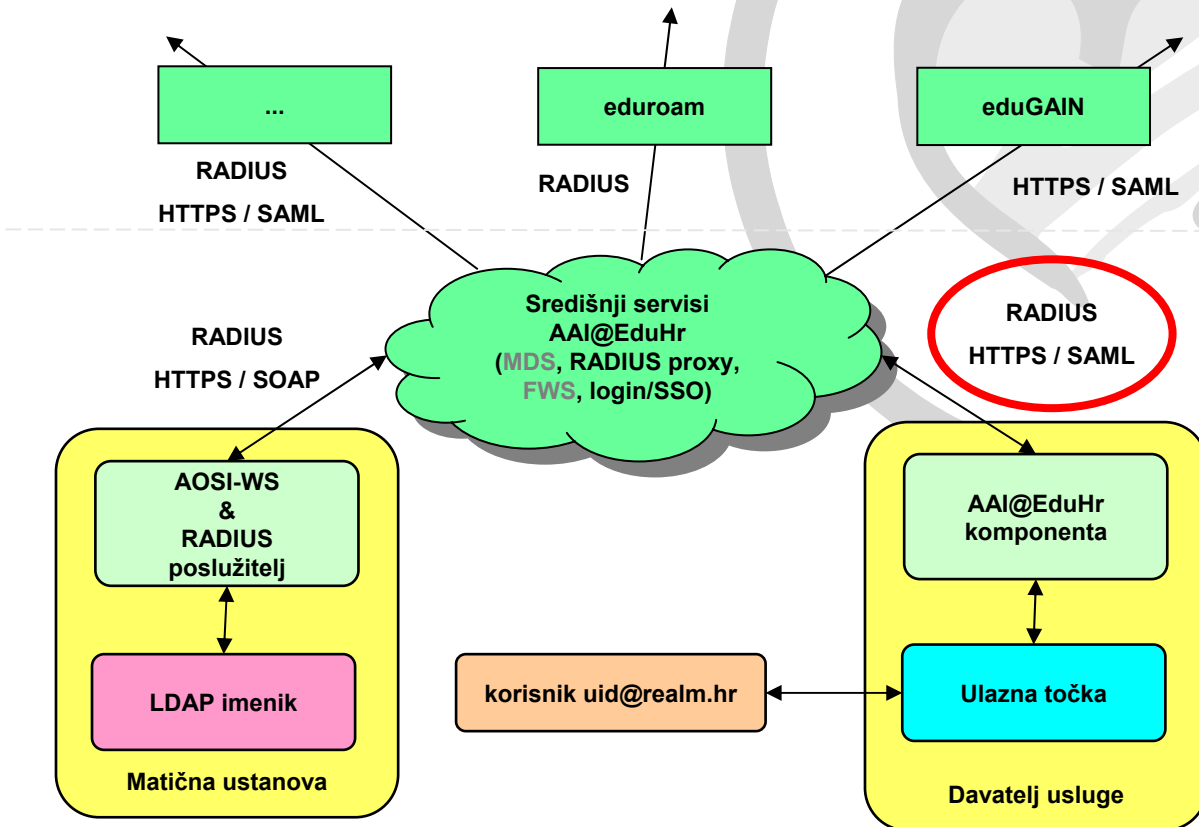 ...
eduroam
eduGAIN
RADIUS
HTTPS / SAML
RADIUS
HTTPS / SAML
Središnji servisi
AAI@EduHr
(MDS, RADIUS proxy,
FWS, login/SSO)
RADIUS
HTTPS / SOAP
RADIUS
HTTPS / SAML
AOSI-WS
&
RADIUS
poslužitelj
AAI@EduHr
komponenta
LDAP imenik
korisnik uid@realm.hr
Ulazna točka
Matična ustanova
Davatelj usluge